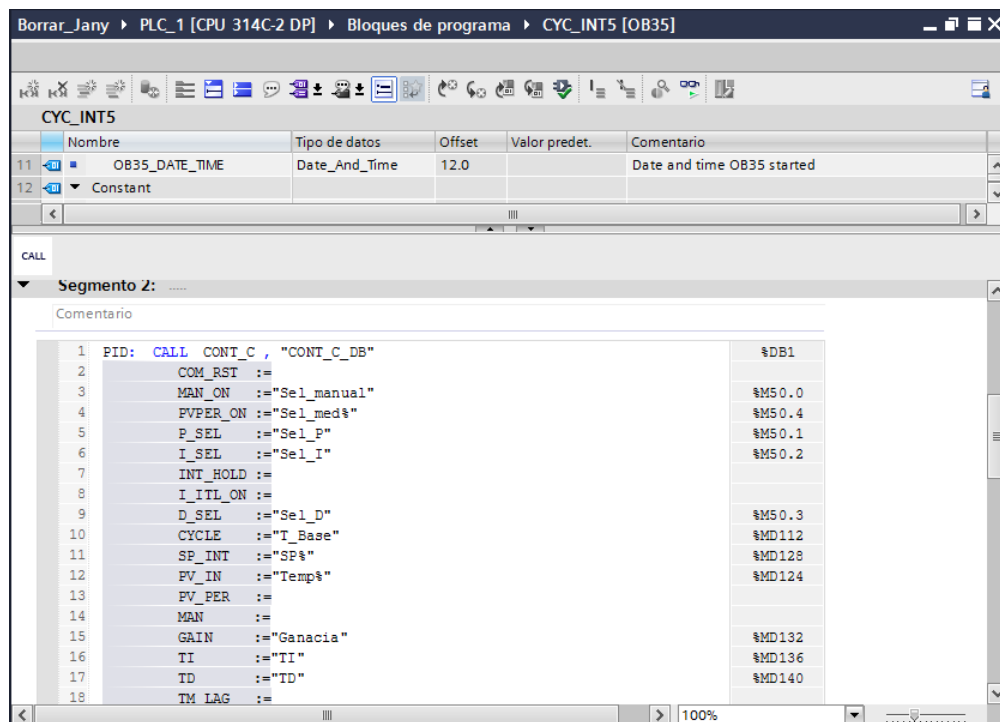 Borrar_Jany ▸ PLC_1 [CPU 314C-2 DP] ▸ Bloques de programa ▸ CYC_INT5 [OB35]
CYC_INT5
Nombre Tipo de datos Offset Valor predet. Comentario
11 OB35_DATE_TIME Date_And_Time 12.0 Date and time OB35 started
12 Constant
CALL
Segmento 2: .....
Comentario
1 PID: CALL CONT_C , "CONT_C_DB" %DB1
2 COM_RST :=
3 MAN_ON :="Sel_manual" %M50.0
4 PVPER_ON :="Sel_med%" %M50.4
5 P_SEL :="Sel_P" %M50.1
6 I_SEL :="Sel_I" %M50.2
7 INT_HOLD :=
8 I_ITL_ON :=
9 D_SEL :="Sel_D" %M50.3
10 CYCLE :="T_Base" %MD112
11 SP_INT :="SP%" %MD128
12 PV_IN :="Temp%" %MD124
13 PV_PER :=
14 MAN :=
15 GAIN :="Ganacia" %MD132
16 TI :="TI" %MD136
17 TD :="TD" %MD140
18 TM_LAG :=
100%